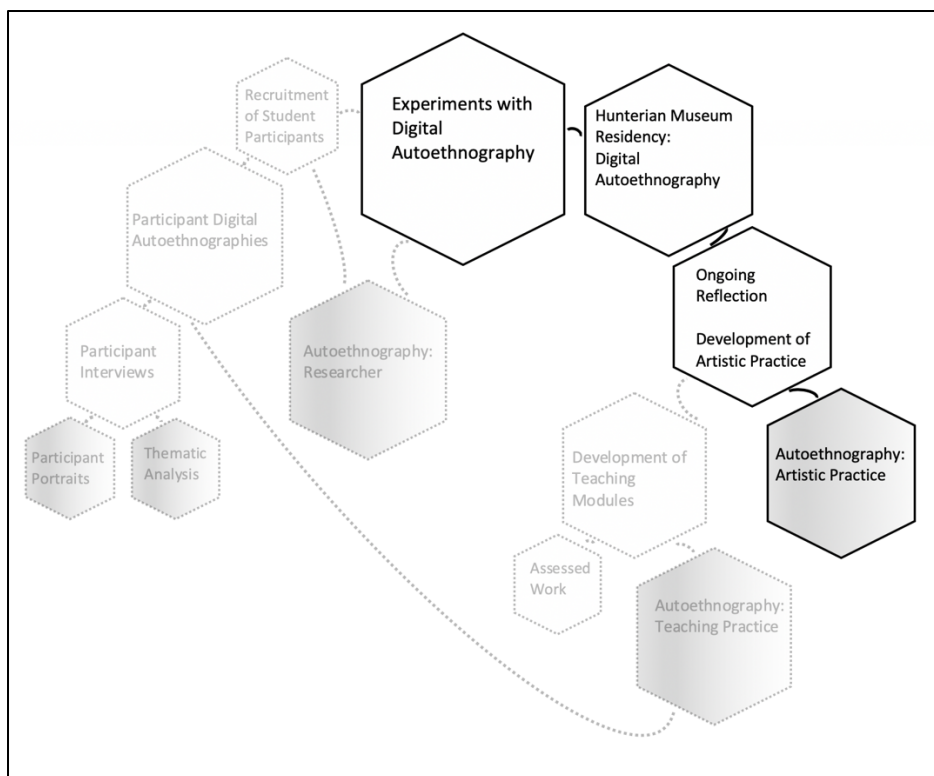 Recruitment
of Student
Participants
Experiments with
Digital
Autoethnography
Hunterian Museum
Residency:
Digital
Autoethnography
Participant Digital
Autoethnographies
Ongoing
Reflection
Development of
Artistic Practice
Participant
Interviews
Autoethnography:
Researcher
Participant
Portraits
Thematic
Analysis
Development of
Teaching
Modules
Autoethnography:
Artistic Practice
Assessed
Work
Autoethnography:
Teaching Practice